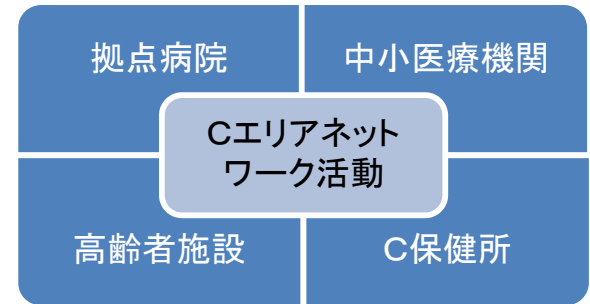 拠点病院
中小医療機関
Cエリアネット
ワーク活動
高齢者施設
C保健所